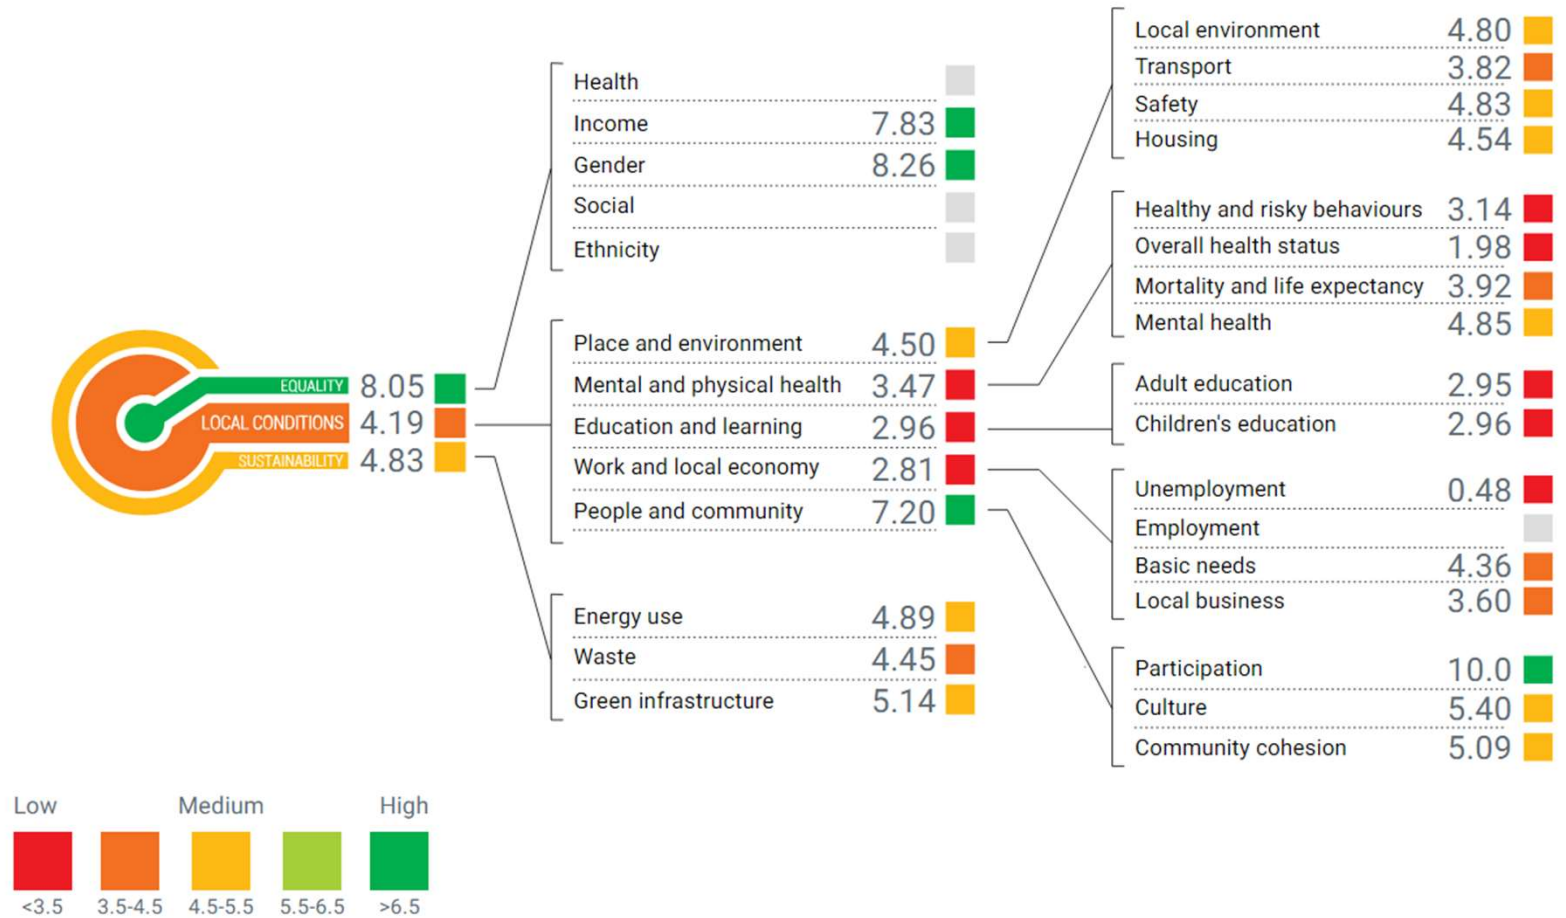 EQUALITY 8.05
LOCAL CONDITIONS 4.19
SUSTAINABILITY 4.83
Health
Income 7.83
Gender 8.26
Social
Ethnicity
Place and environment 4.50
Mental and physical health 3.47
Education and learning 2.96
Work and local economy 2.81
People and community 7.20
Energy use 4.89
Waste 4.45
Green infrastructure 5.14
Local environment 4.80
Transport 3.82
Safety 4.83
Housing 4.54
Healthy and risky behaviours 3.14
Overall health status 1.98
Mortality and life expectancy 3.92
Mental health 4.85
Adult education 2.95
Children's education 2.96
Unemployment 0.48
Employment
Basic needs 4.36
Local business 3.60
Participation 10.0
Culture 5.40
Community cohesion 5.09
Low Medium High
<3.5 3.5-4.5 4.5-5.5 5.5-6.5 >6.5